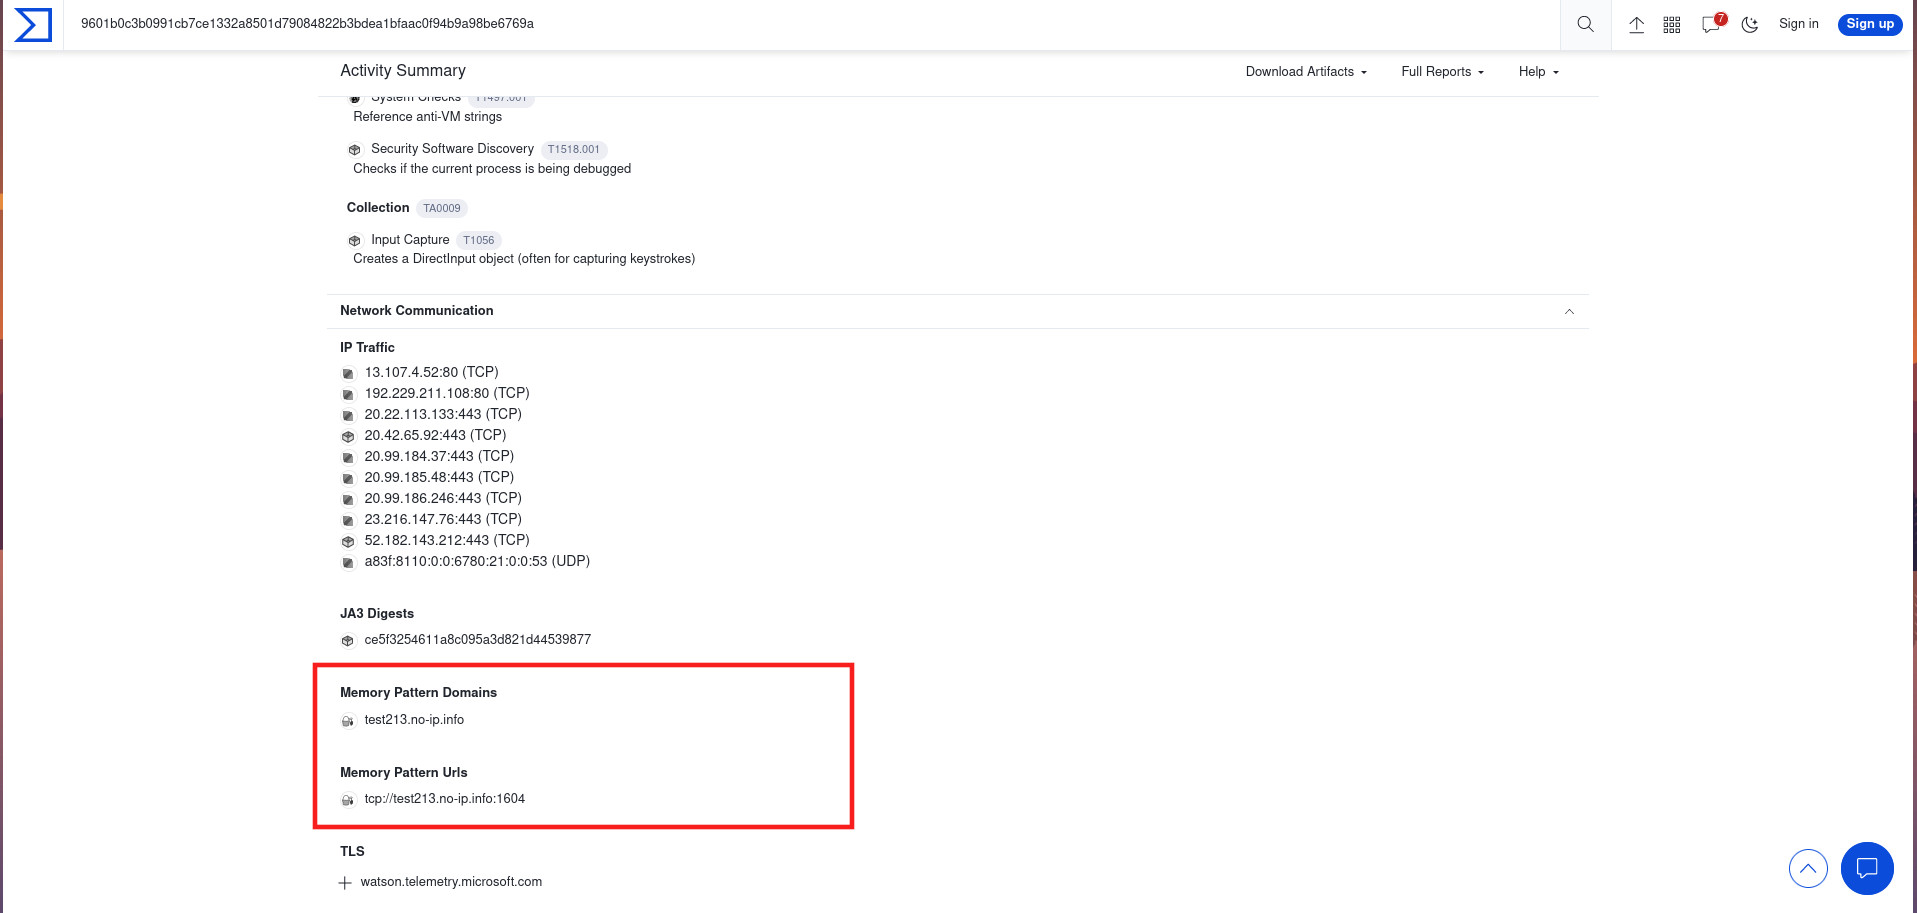 9601b0c3b0991cb7ce1332a8501d79084822b3bdea1bfaac0f94b9a98be6769a
7
Sign in
Sign up
Activity Summary
Download Artifacts
Full Reports
Help
System Checks T1497.001
Reference anti-VM strings
Security Software Discovery T1518.001
Checks if the current process is being debugged
Collection TA0009
Input Capture T1056
Creates a DirectInput object (often for capturing keystrokes)
Network Communication
IP Traffic
13.107.4.52:80 (TCP)
192.229.211.108:80 (TCP)
20.22.113.133:443 (TCP)
20.42.65.92:443 (TCP)
20.99.184.37:443 (TCP)
20.99.185.48:443 (TCP)
20.99.186.246:443 (TCP)
23.216.147.76:443 (TCP)
52.182.143.212:443 (TCP)
a83f:8110:0:0:6780:21:0:0:53 (UDP)
JA3 Digests
ce5f3254611a8c095a3d821d44539877
Memory Pattern Domains
test213.no-ip.info
Memory Pattern Urls
tcp://test213.no-ip.info:1604
TLS
watson.telemetry.microsoft.com